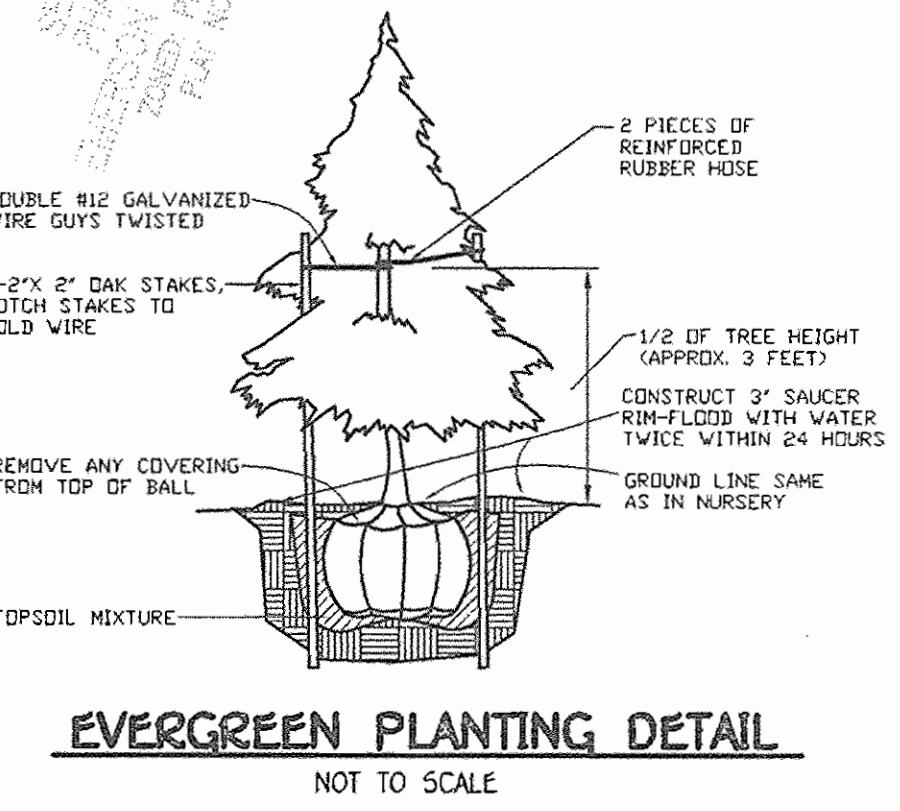 2 PIECES OF
REINFORCED
RUBBER HOSE
OUBLE #12 GALVANIZED
IRE GUYS TWISTED
-2"X 2" OAK STAKES,
OTCH STAKES TO
OLD WIRE
1/2 OF TREE HEIGHT
(APPROX. 3 FEET)
CONSTRUCT 3" SAUCER
RIM-FLOOD WITH WATER
TWICE WITHIN 24 HOURS
REMOVE ANY COVERING
FROM TOP OF BALL
GROUND LINE SAME
AS IN NURSERY
TOPSOIL MIXTURE
EVERGREEN PLANTING DETAIL
NOT TO SCALE